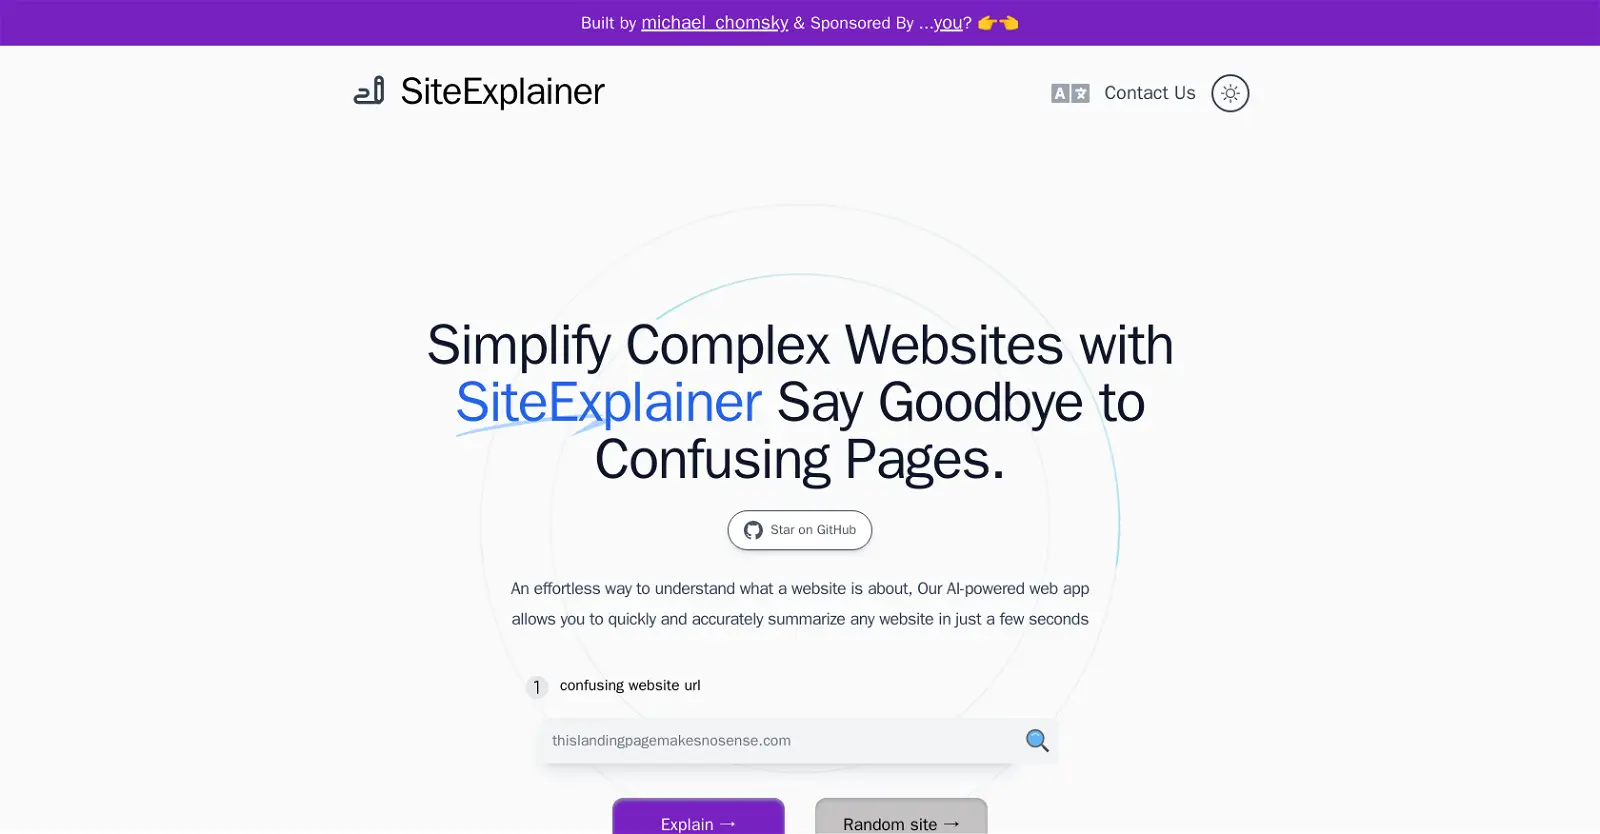 Built by michael_chomsky & Sponsored By ...you? 👉👈
SiteExplainer
A 文
Contact Us
Simplify Complex Websites with
SiteExplainer Say Goodbye to
Confusing Pages.
Star on GitHub
An effortless way to understand what a website is about, Our AI-powered web app
allows you to quickly and accurately summarize any website in just a few seconds
1 confusing website url
thislandingpagemakesnosense.com
Explain →
Random site →